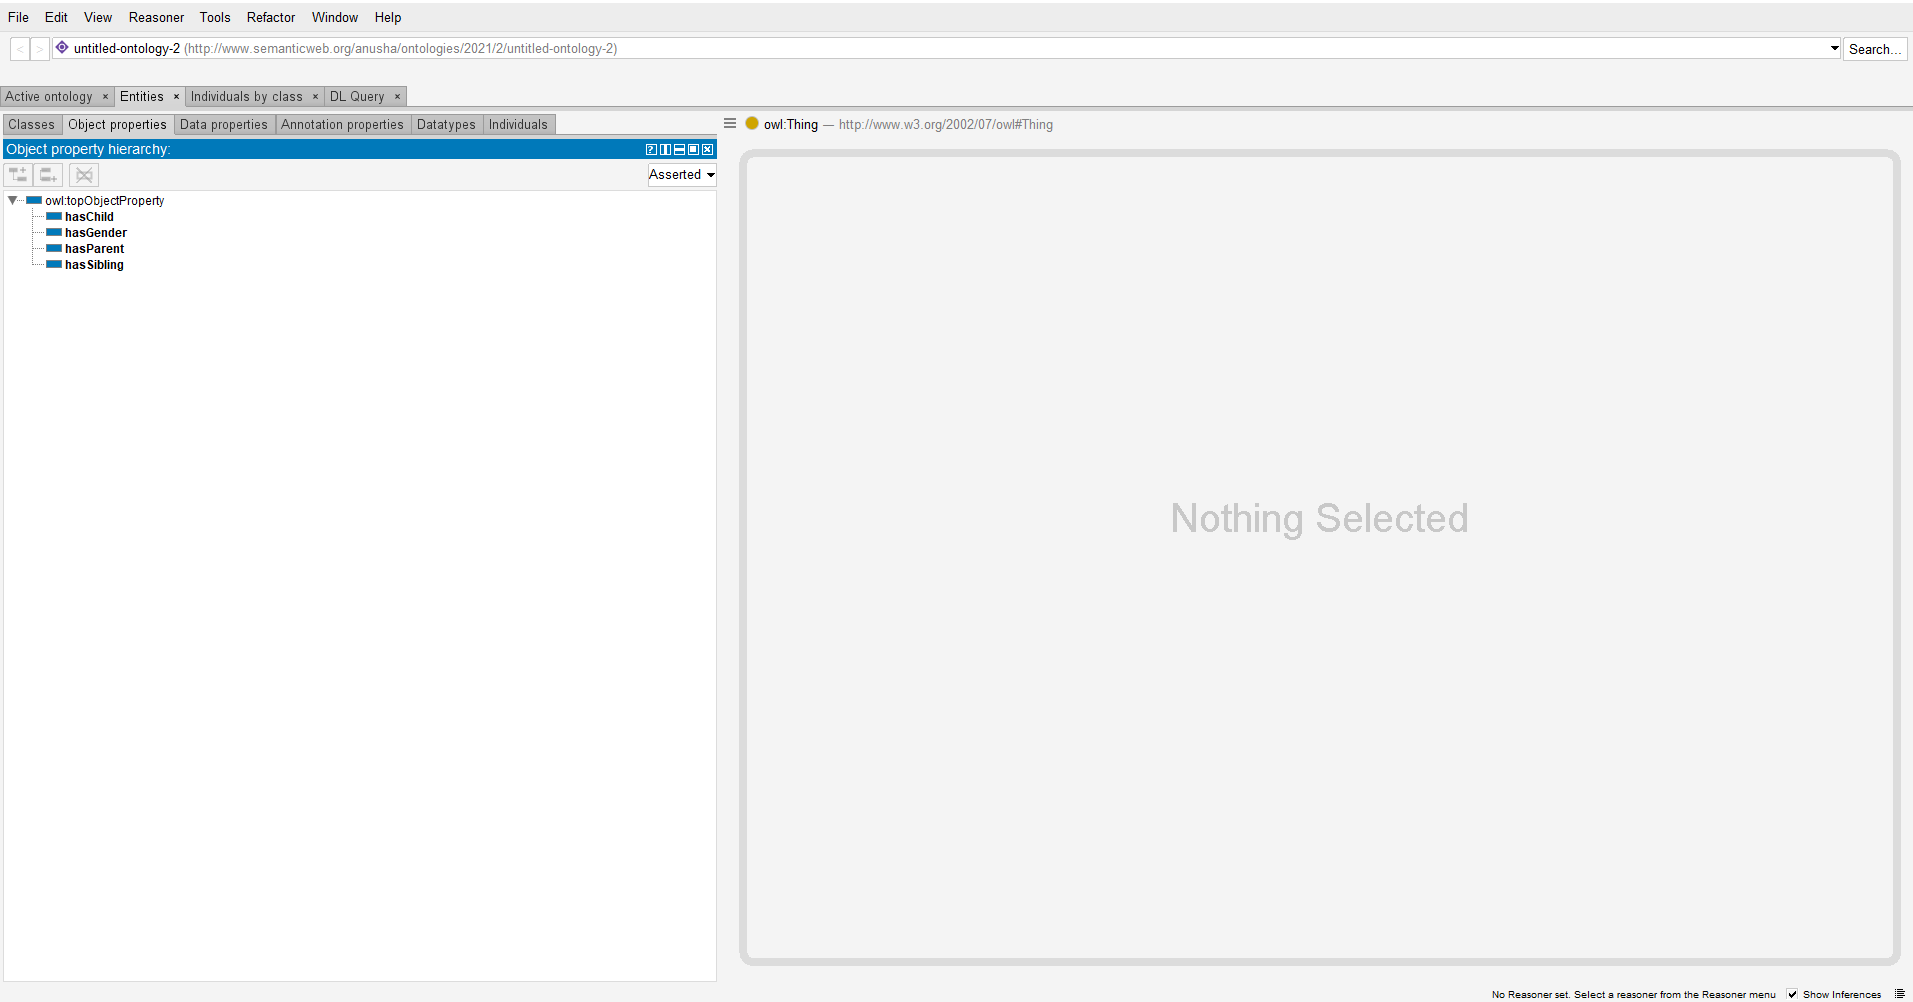 File Edit View Reasoner Tools Refactor Window Help
< > untitled-ontology-2 (http://www.semanticweb.org/anusha/ontologies/2021/2/untitled-ontology-2) Search...
Active ontology × Entities × Individuals by class × DL Query ×
Classes Object properties Data properties Annotation properties Datatypes Individuals
owl:Thing — http://www.w3.org/2002/07/owl#Thing
Object property hierarchy:
Asserted
owl:topObjectProperty
hasChild
hasGender
hasParent
hasSibling
Nothing Selected
No Reasoner set. Select a reasoner from the Reasoner menu Show Inferences